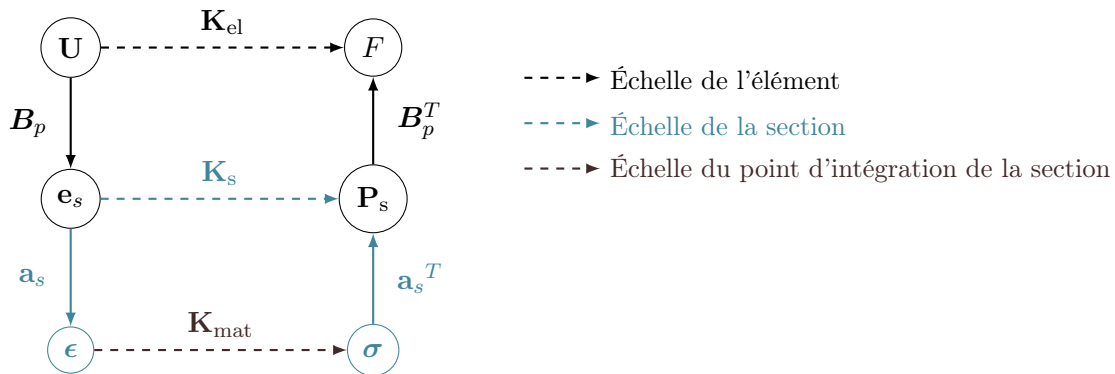 K_el
U
F
B_p
B_p^T
K_s
e_s
P_s
a_s
a_s^T
K_mat
ϵ
σ
Échelle de l'élément
Échelle de la section
Échelle du point d'intégration de la section